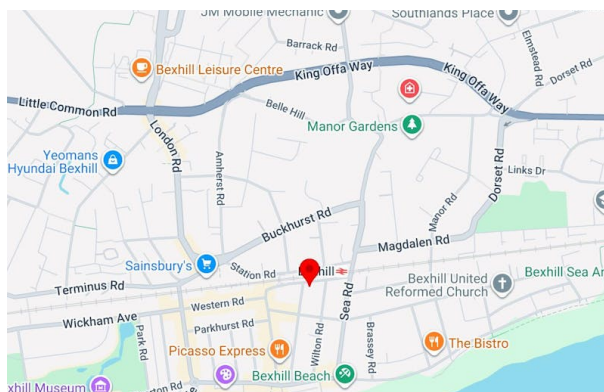 JM Mobile Mechanic
Southlands Place
Barrack Rd
Elmstead Rd
Bexhill Leisure Centre
King Offa Way
King Offa Way
Dorset Rd
Little Common Rd
Belle Hill
Manor Gardens
London Rd
Yeomans
Hyundai Bexhill
Amherst Rd
Links Dr
Dorset Rd
Manor Rd
Buckhurst Rd
Magdalen Rd
Sainsbury's
Station Rd
Bexhill
Bexhill United
Reformed Church
Bexhill Sea
Terminus Rd
Western Rd
Sea Rd
Wickham Ave
Parkhurst Rd
Park Rd
Wilton Rd
Brassey Rd
Picasso Express
The Bistro
Bexhill Beach
xhill Museum